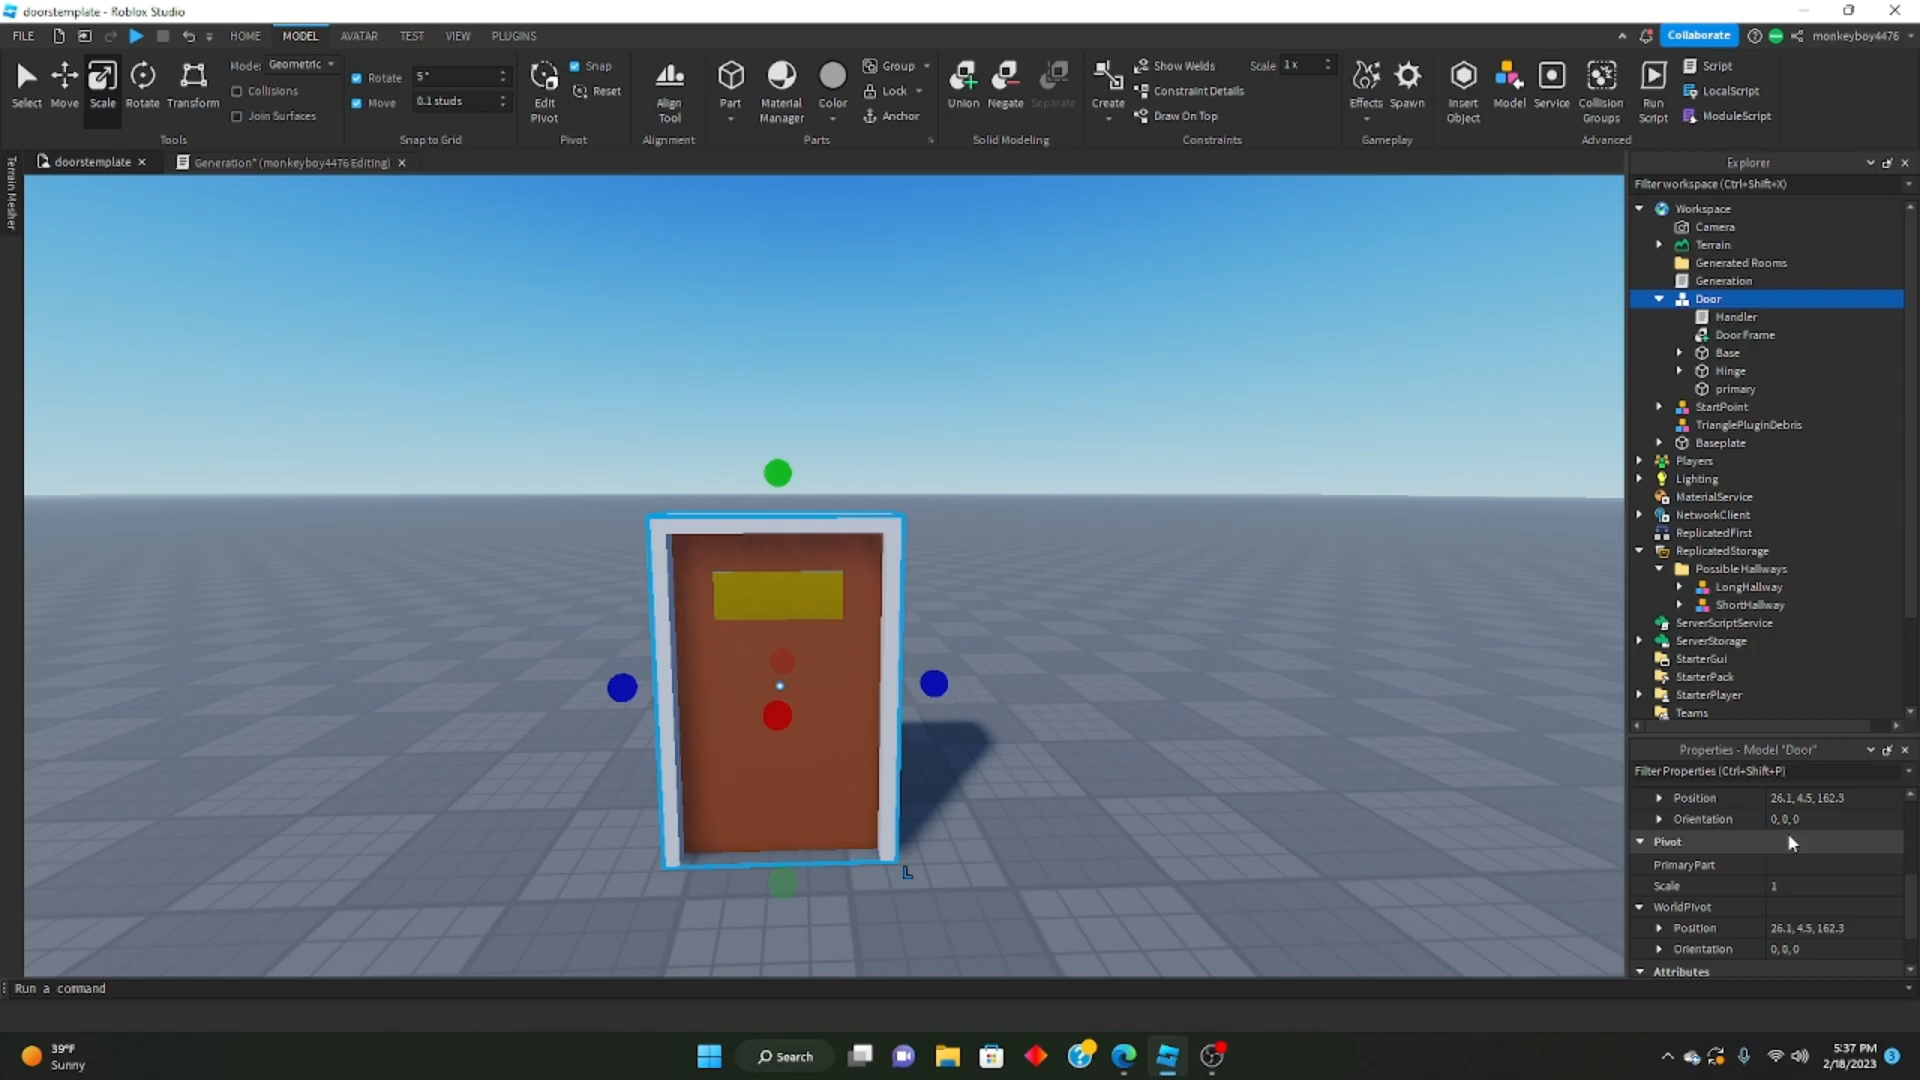 doorstemplate - Roblox Studio
FILE HOME MODEL AVATAR TEST VIEW PLUGINS Collaborate monkeyboy4476
Select Move Scale Rotate Transform
Mode: Geometric
Collisions
Join Surfaces
Tools
Rotate 5°
Move 0.1 studs
Snap to Grid
Edit Pivot
Snap
Reset
Pivot
Align Tool
Alignment
Part Material Manager Color
Group
Lock
Anchor
Parts
Union Negate Separate
Solid Modeling
Create
Show Welds Scale 1x
Constraint Details
Draw On Top
Constraints
Effects Spawn
Gameplay
Insert Object Model Service Collision Groups Run Script
Script
LocalScript
ModuleScript
Advanced
doorstemplate Generation* (monkeyboy4476 Editing)
Terrain Mesher
Explorer
Filter workspace (Ctrl+Shift+X)
Workspace
Camera
Terrain
Generated Rooms
Generation
Door
Handler
Door Frame
Base
Hinge
primary
StartPoint
TrianglePluginDebris
Baseplate
Players
Lighting
MaterialService
NetworkClient
ReplicatedFirst
ReplicatedStorage
Possible Hallways
LongHallway
ShortHallway
ServerScriptService
ServerStorage
StarterGui
StarterPack
StarterPlayer
Teams
Properties - Model "Door"
Filter Properties (Ctrl+Shift+P)
Position 26.1, 4.5, 162.3
Orientation 0, 0, 0
Pivot
PrimaryPart
Scale 1
WorldPivot
Position 26.1, 4.5, 162.3
Orientation 0, 0, 0
Attributes
L
Run a command
39°F
Sunny
Search
5:37 PM
2/18/2023
3